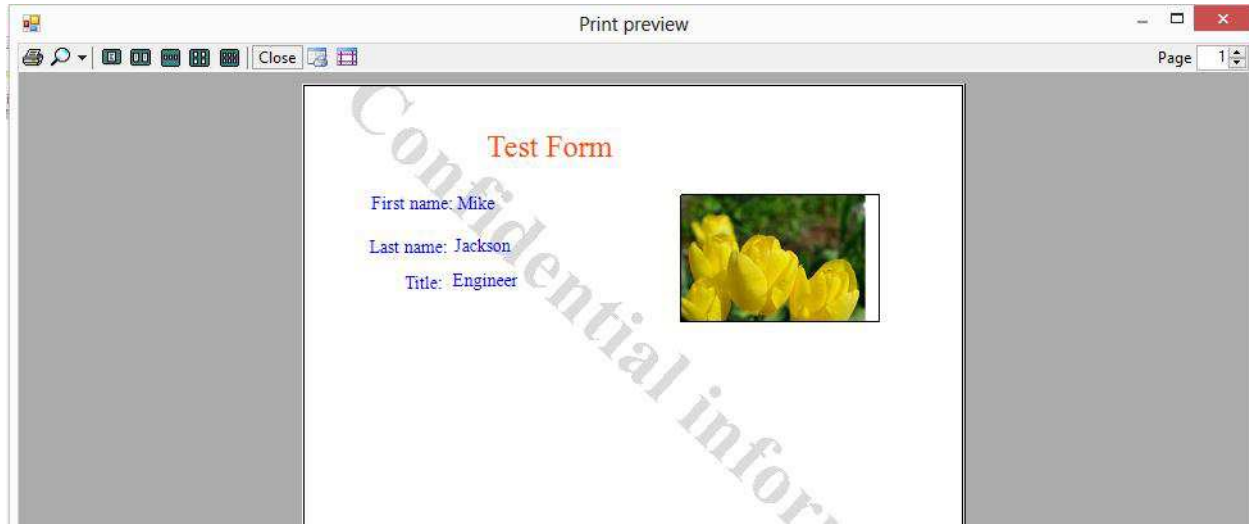 Print preview
Close
Page 1
Test Form
First name: Mike
Last name: Jackson
Title: Engineer
Confidential infor